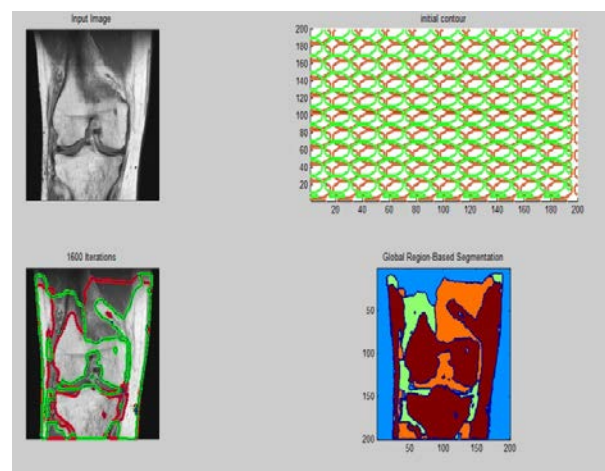 Input Image
initial contour
200
180
160
140
120
100
80
60
40
20
20 40 60 80 100 120 140 160 180 200
1600 Iterations
Global Region-Based Segmentation
50
100
150
200
50 100 150 200